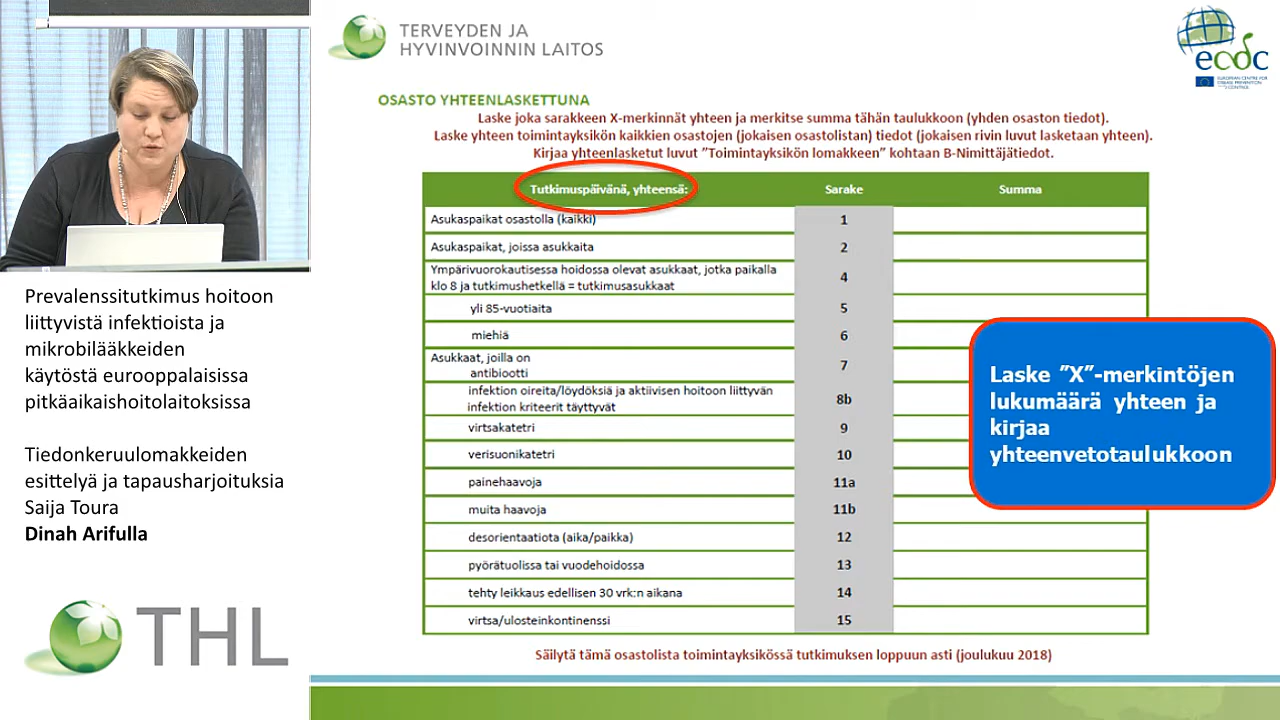 TERVEYDEN JA
HYVINVOINNIN LAITOS
ecdc
EUROPEAN CENTRE FOR
DISEASE PREVENTION
AND CONTROL
OSASTO YHTEENLASKETTUNA
Laske joka sarakkeen X-merkinnät yhteen ja merkitse summa tähän taulukkoon (yhden osaston tiedot).
Laske yhteen toimintayksikön kaikkien osastojen (jokaisen osastolistan) tiedot (jokaisen rivin luvut lasketaan yhteen).
Kirjaa yhteenlasketut luvut ”Toimintayksikön lomakkeen” kohtaan B-Nimittäjätiedot.
Tutkimuspäivänä, yhteensä: Sarake Summa
Asukaspaikat osastolla (kaikki) 1
Asukaspaikat, joissa asukkaita 2
Ympärivuorokautisessa hoidossa olevat asukkaat, jotka paikalla
klo 8 ja tutkimushetkellä = tutkimusasukkaat 4
yli 85-vuotiaita 5
miehiä 6
Asukkaat, joilla on
antibiootti 7
infektion oireita/löydöksiä ja aktiivisen hoitoon liittyvän
infektion kriteerit täyttyvät 8b
virtsakatetri 9
verisuonikatetri 10
painehaavoja 11a
muita haavoja 11b
desorientaatiota (aika/paikka) 12
pyörätuolissa tai vuodehoidossa 13
tehty leikkaus edellisen 30 vrk:n aikana 14
virtsa/ulosteinkontinenssi 15
Säilytä tämä osastolista toimintayksikössä tutkimuksen loppuun asti (joulukuu 2018)
Laske ”X”-merkintöjen
lukumäärä yhteen ja
kirjaa
yhteenvetotaulukkoon
Prevalenssitutkimus hoitoon
liittyvistä infektioista ja
mikrobilääkkeiden
käytöstä eurooppalaisissa
pitkäaikaishoitolaitoksissa
Tiedonkeruulomakkeiden
esittelyä ja tapausharjoituksia
Saija Toura
Dinah Arifulla
THL